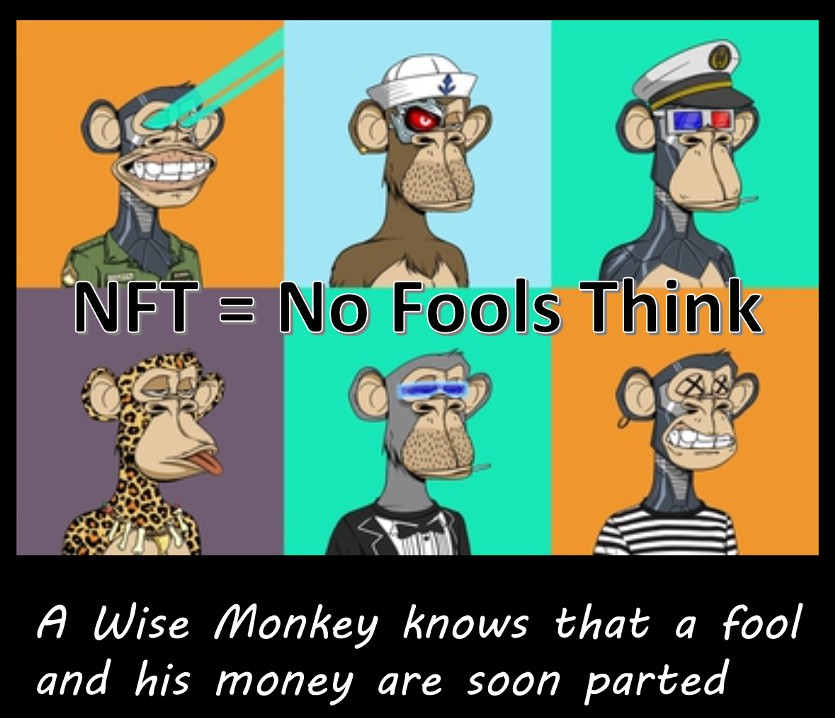 NFT = No Fools Think
A Wise Monkey knows that a fool
and his money are soon parted